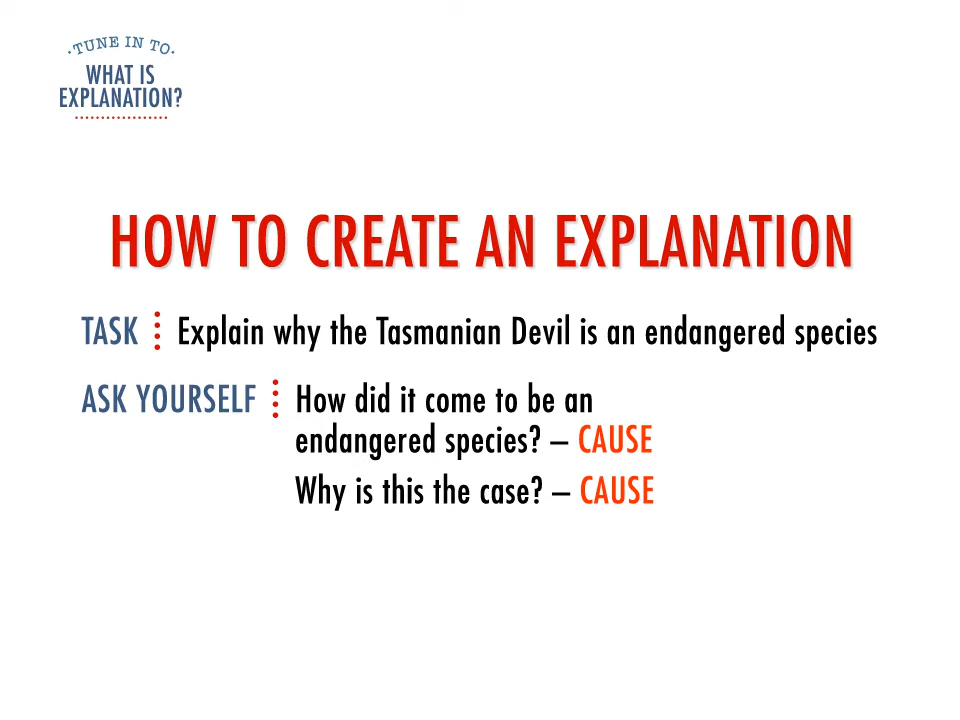 ·TUNE IN TO·
WHAT IS
EXPLANATION?
HOW TO CREATE AN EXPLANATION
TASK Explain why the Tasmanian Devil is an endangered species
ASK YOURSELF How did it come to be an
endangered species? – CAUSE
Why is this the case? – CAUSE